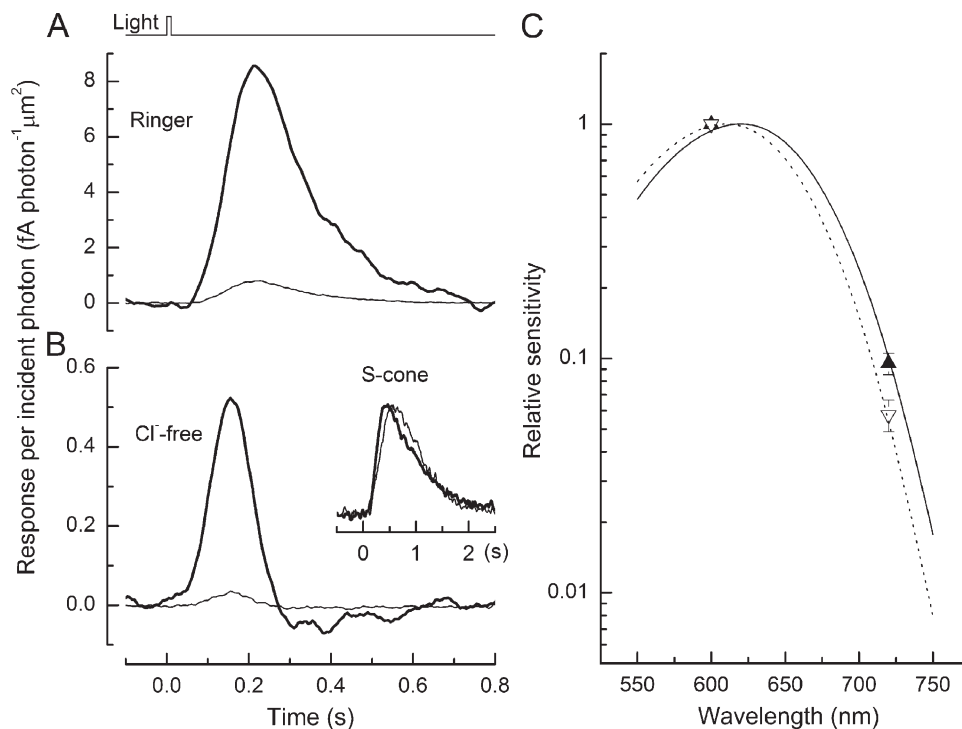 A
Light
Response per incident photon (fA photon⁻¹μm²)
8
6
4
2
0
Ringer
B
0.6
0.4
0.2
0.0
Cl⁻-free
S-cone
0 1 2 (s)
0.0 0.2 0.4 0.6 0.8
Time (s)
C
Relative sensitivity
1
0.1
0.01
550 600 650 700 750
Wavelength (nm)